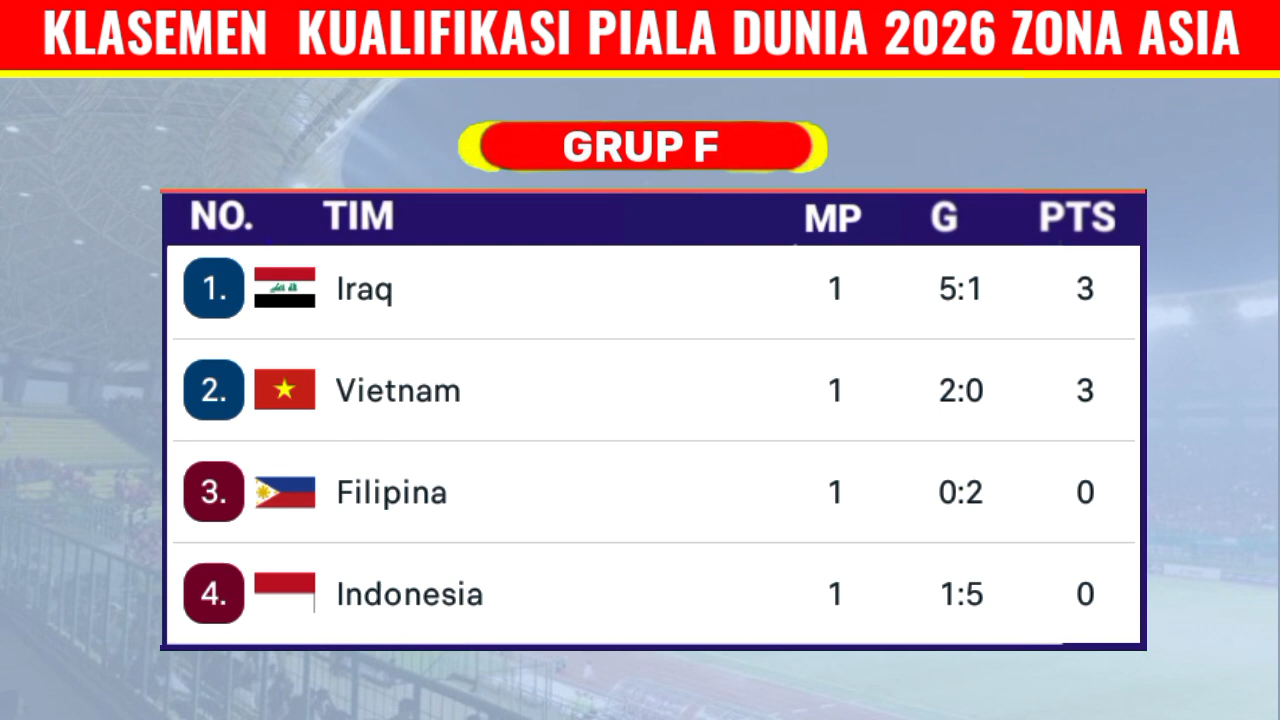 KLASEMEN KUALIFIKASI PIALA DUNIA 2026 ZONA ASIA
GRUP F
NO. TIM MP G PTS
1. Iraq 1 5:1 3
2. Vietnam 1 2:0 3
3. Filipina 1 0:2 0
4. Indonesia 1 1:5 0